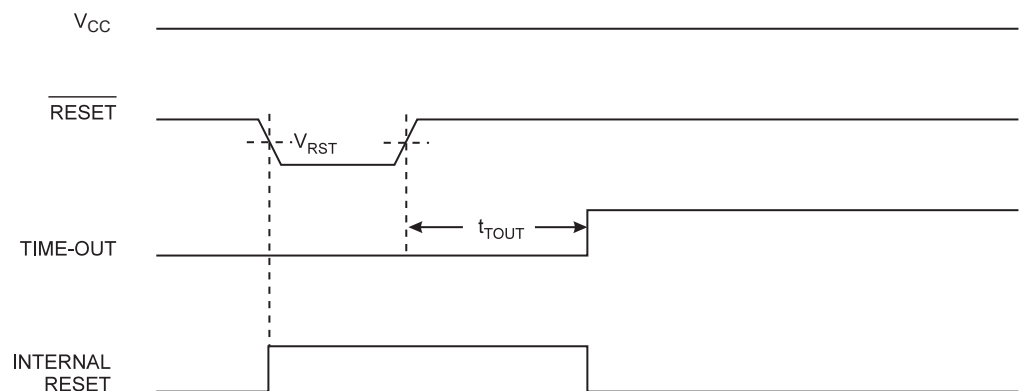 VCC
RESET
VRST
tTOUT
TIME-OUT
INTERNAL
RESET